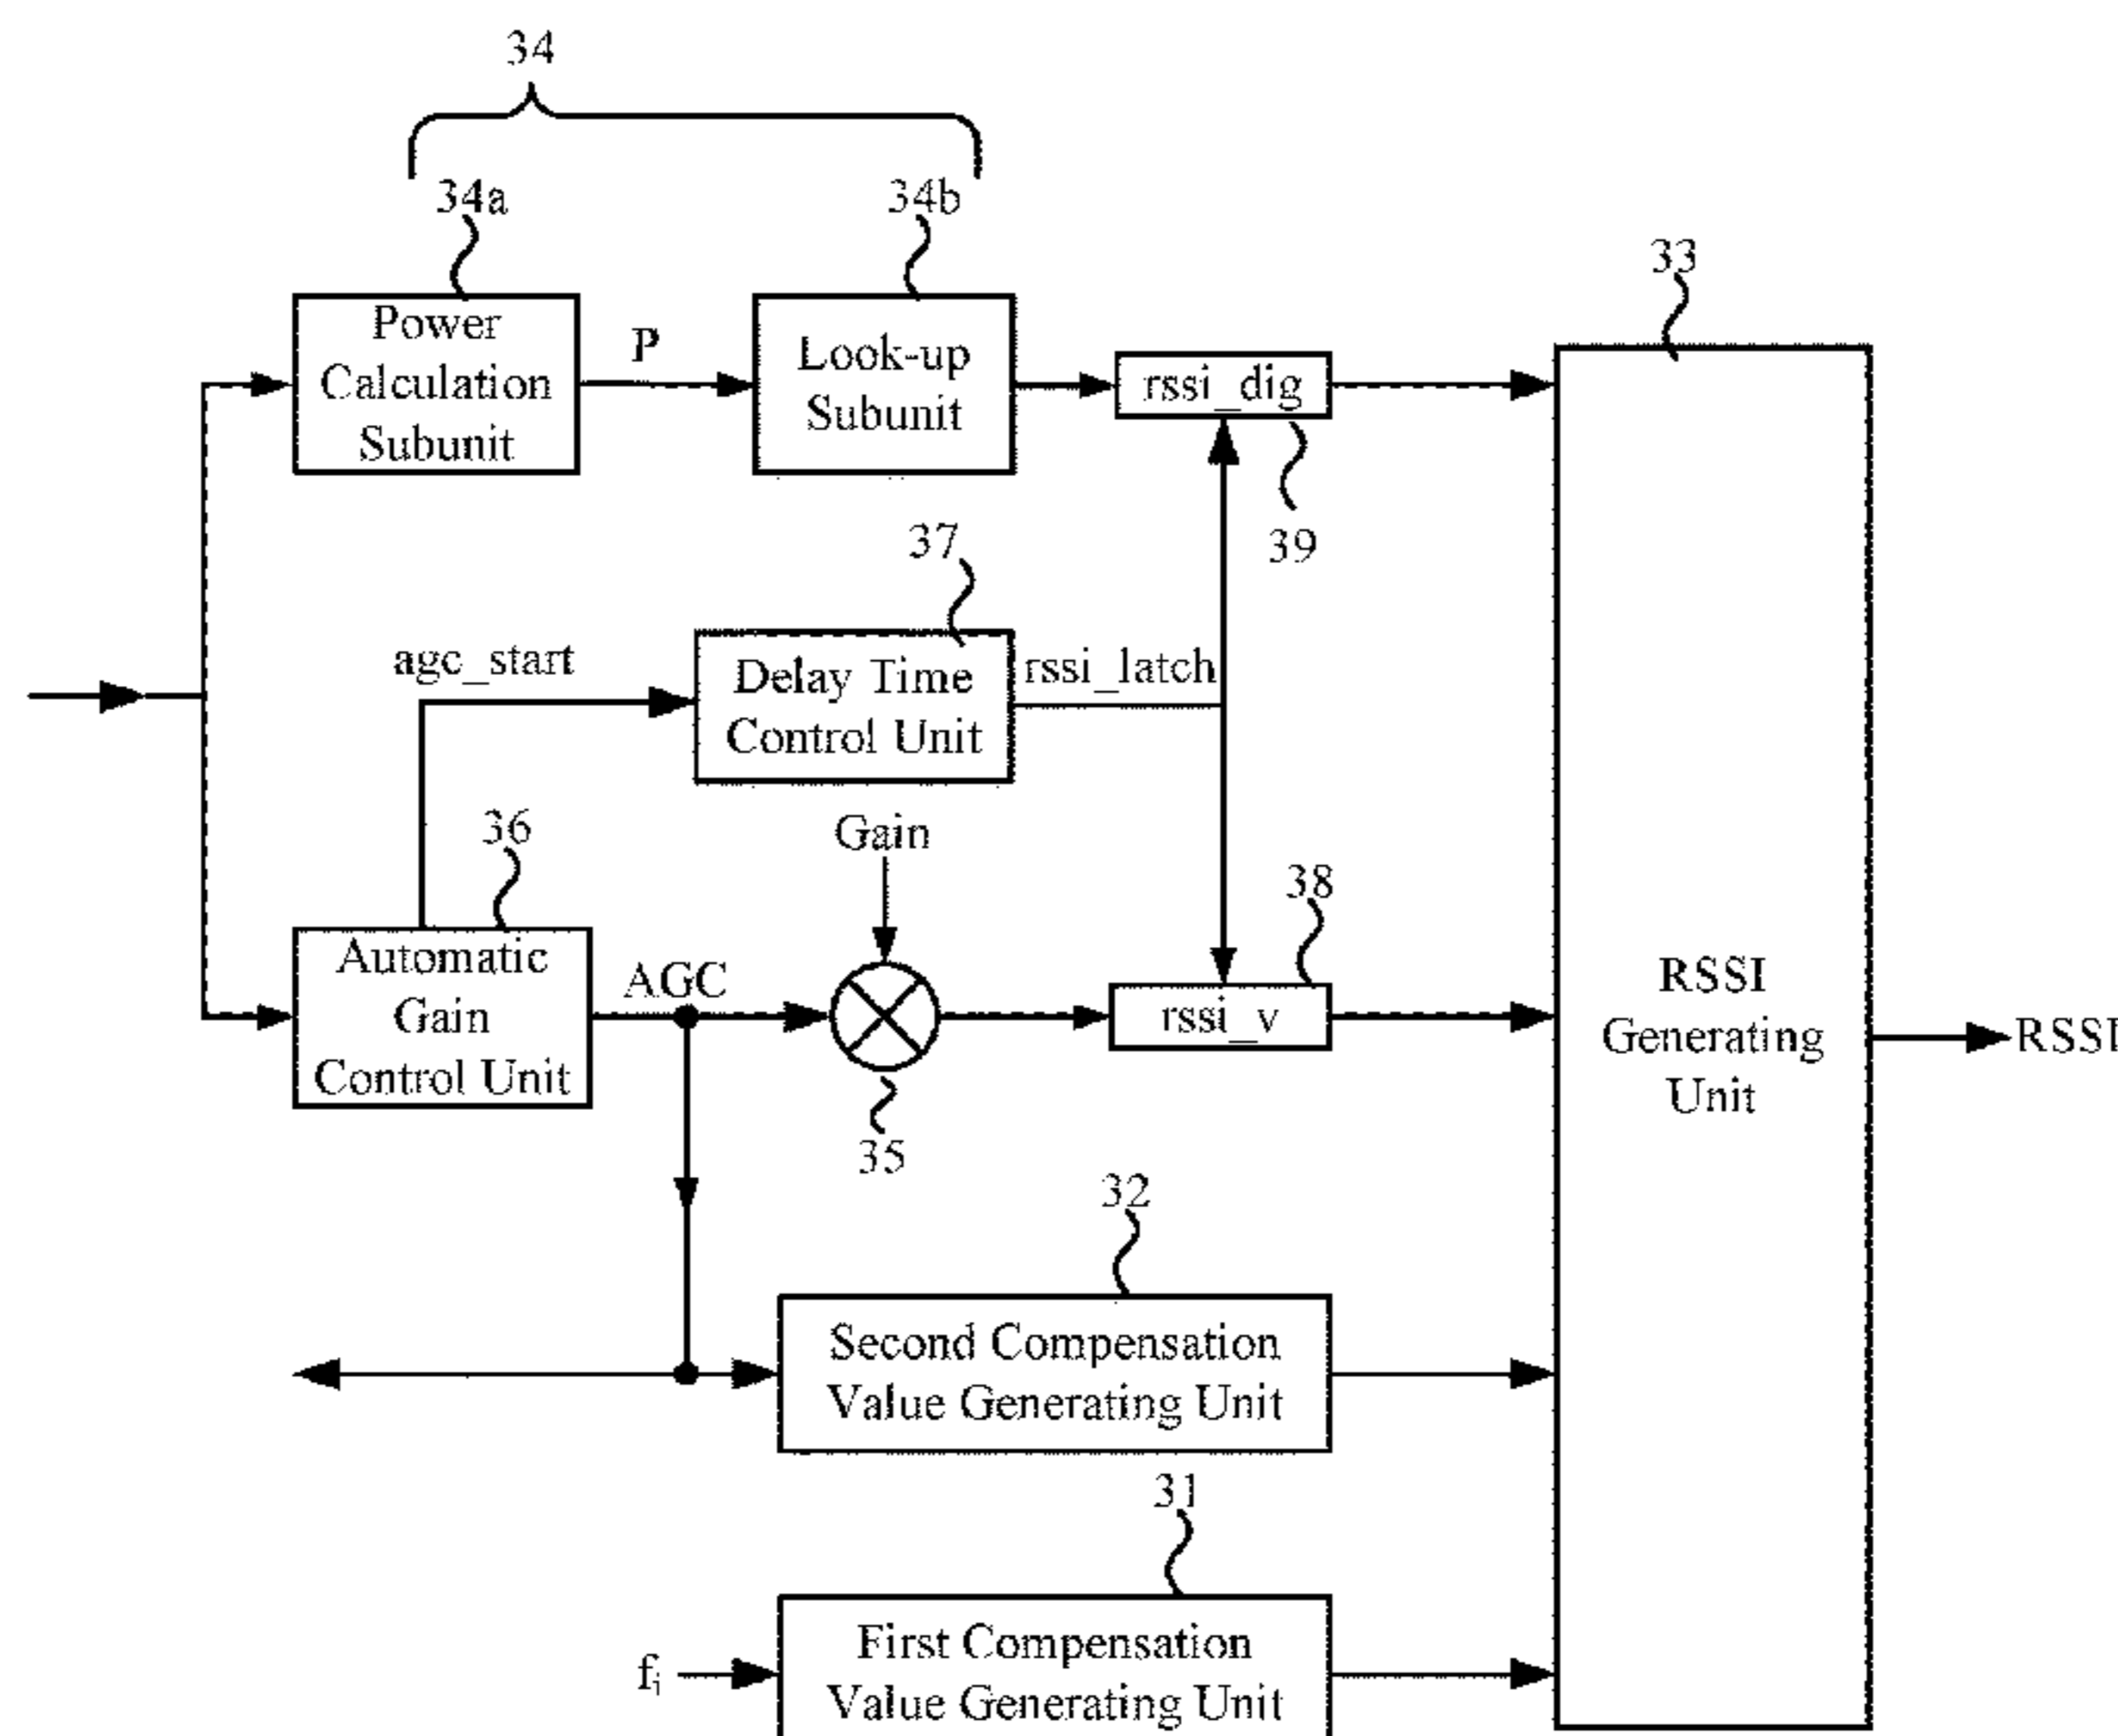 34
34a
34b
33
Power
Calculation
Subunit
P
Look-up
Subunit
rssi_dig
39
37
agc_start
Delay Time
Control Unit
rssi_latch
Gain
36
38
Automatic
Gain
Control Unit
AGC
rssi_v
RSSI
Generating
Unit
RSSI
35
32
Second Compensation
Value Generating Unit
31
fi
First Compensation
Value Generating Unit